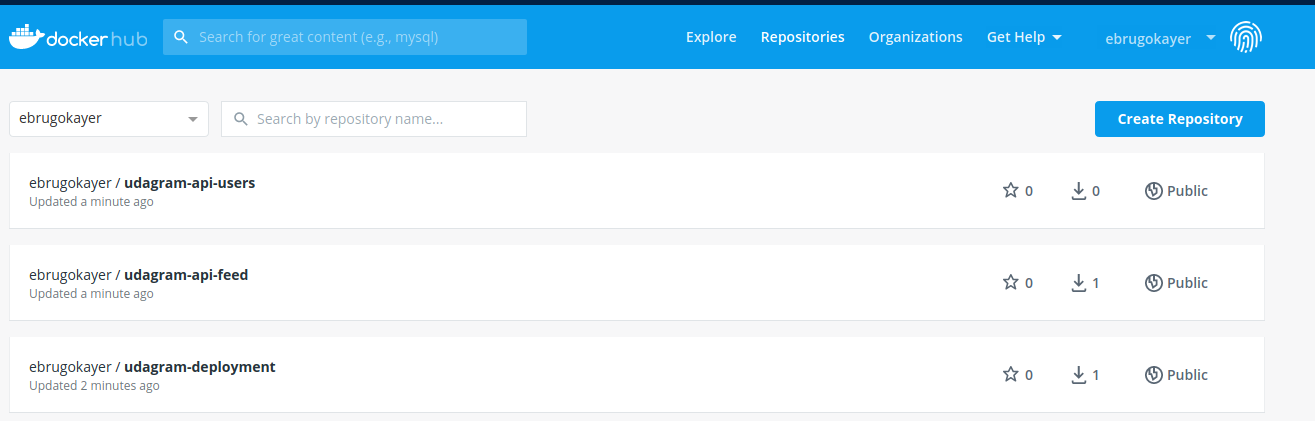 docker hub Search for great content (e.g., mysql) Explore Repositories Organizations Get Help ebrugokayer
ebrugokayer Search by repository name... Create Repository
ebrugokayer / udagram-api-users
Updated a minute ago
0 0 Public
ebrugokayer / udagram-api-feed
Updated a minute ago
0 1 Public
ebrugokayer / udagram-deployment
Updated 2 minutes ago
0 1 Public